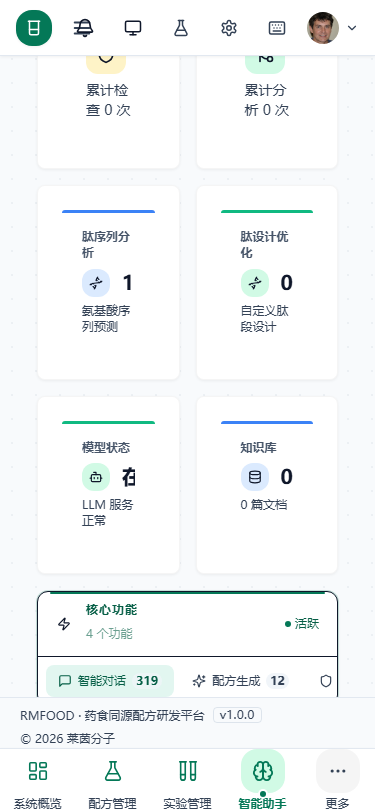 累计检
查 0 次
累计分
析 0 次
肽序列分
析
1
氨基酸序
列预测
肽设计优
化
0
自定义肽
段设计
模型状态
LLM 服务
正常
知识库
0
0 篇文档
核心功能
4 个功能
活跃
智能对话 319
配方生成 12
RMFOOD · 药食同源配方研发平台 v1.0.0
© 2026 莱茵分子
系统概览
配方管理
实验管理
智能助手
更多